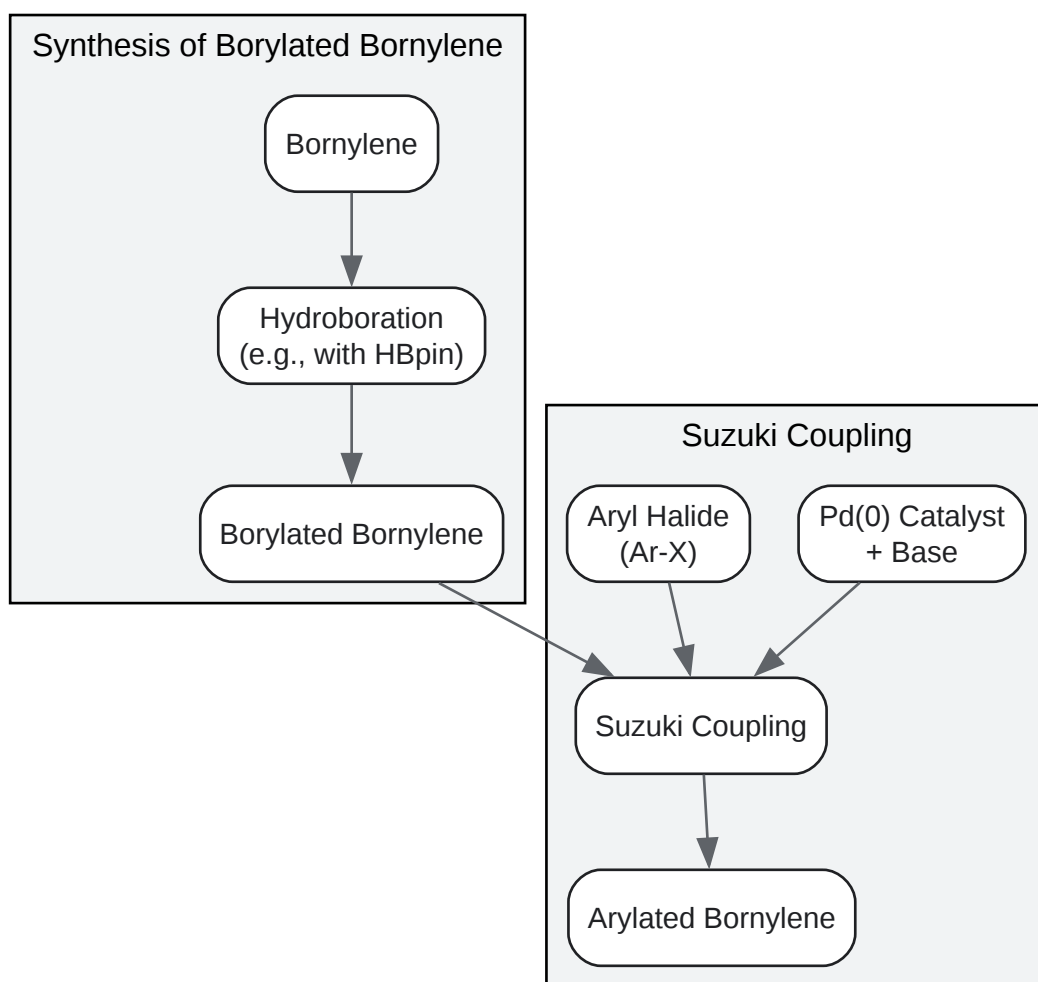 Synthesis of Borylated Bornylene
Bornylene
Hydroboration
(e.g., with HBpin)
Borylated Bornylene
Suzuki Coupling
Aryl Halide
(Ar-X)
Pd(0) Catalyst
+ Base
Suzuki Coupling
Arylated Bornylene